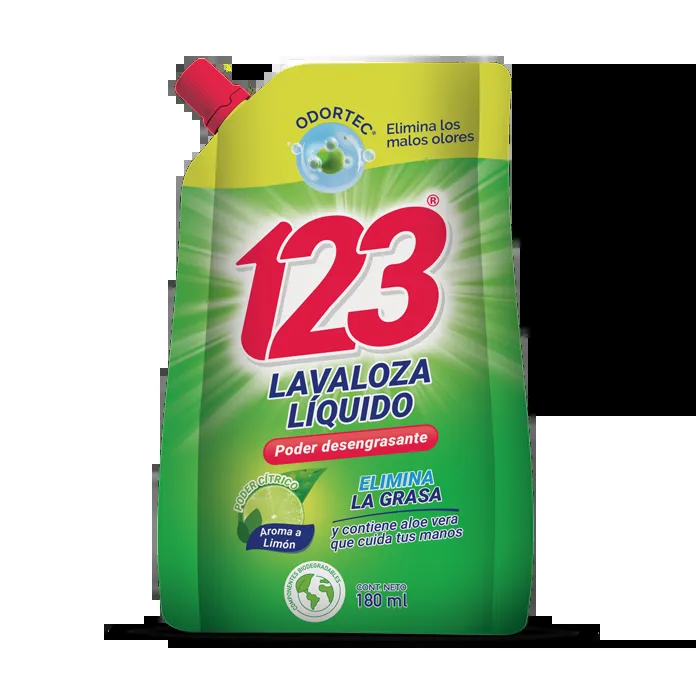 ODORTEC®
Elimina los
malos olores
123®
LAVALOZA
LÍQUIDO
Poder desengrasante
PODER CÍTRICO
Aroma a
Limón
ELIMINA
LA GRASA
y contiene aloe vera
que cuida tus manos
COMPONENTES BIODEGRADABLES
CONT. NETO
180 ml